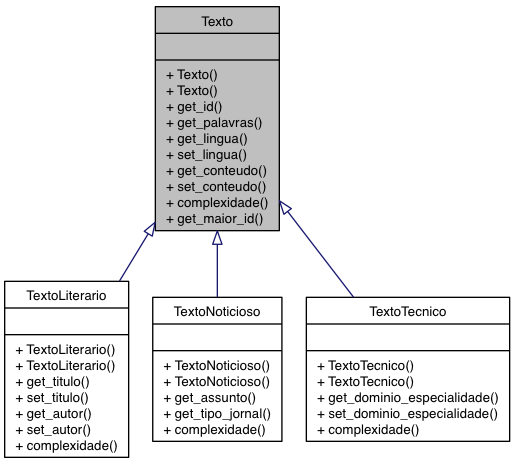 Texto
+ Texto()
+ Texto()
+ get_id()
+ get_palavras()
+ get_lingua()
+ set_lingua()
+ get_conteudo()
+ set_conteudo()
+ complexidade()
+ get_maior_id()
TextoLiterario
+ TextoLiterario()
+ TextoLiterario()
+ get_titulo()
+ set_titulo()
+ get_autor()
+ set_autor()
+ complexidade()
TextoNoticioso
+ TextoNoticioso()
+ TextoNoticioso()
+ get_assunto()
+ get_tipo_jornal()
+ complexidade()
TextoTecnico
+ TextoTecnico()
+ TextoTecnico()
+ get_dominio_especialidade()
+ set_dominio_especialidade()
+ complexidade()